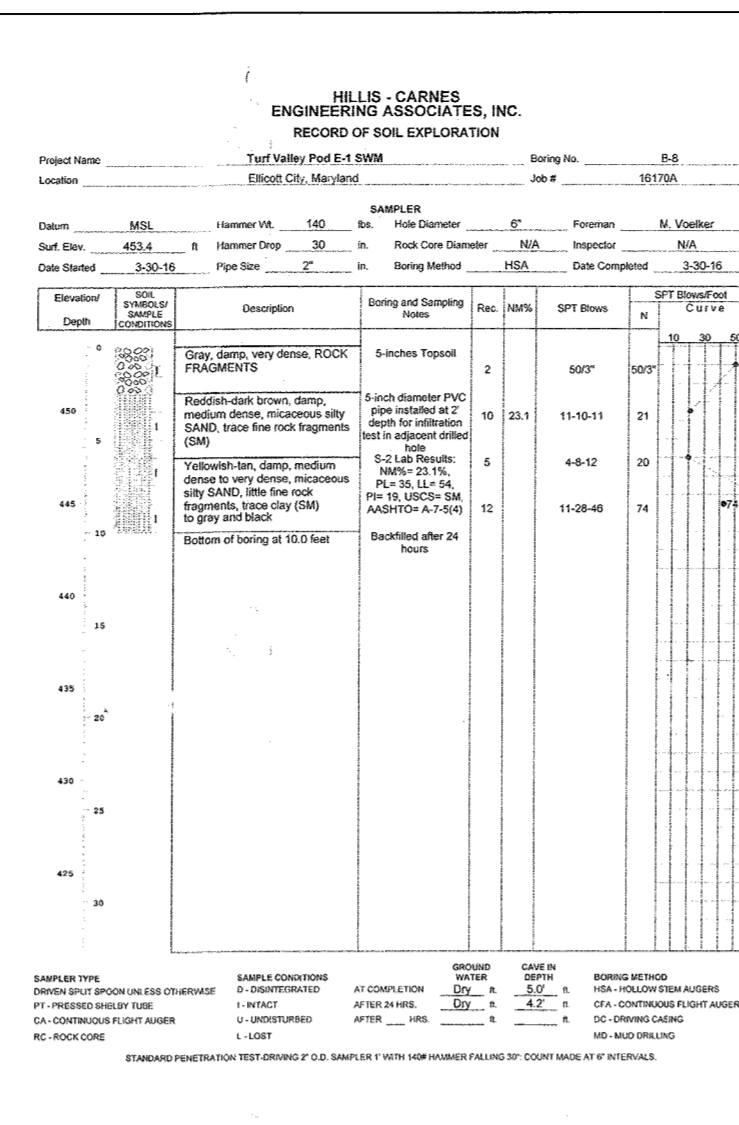 HILLIS - CARNES
ENGINEERING ASSOCIATES, INC.
RECORD OF SOIL EXPLORATION
Project Name Turf Valley Pod E-1 SWM Boring No. B-8
Location Ellicott City, Maryland Job # 16170A
SAMPLER
Datum MSL Hammer Wt. 140 lbs. Hole Diameter 6" Foreman M. Voelker
Surf. Elev. 453.4 ft Hammer Drop 30 in. Rock Core Diameter N/A Inspector N/A
Date Started 3-30-16 Pipe Size 2" in. Boring Method HSA Date Completed 3-30-16
Elevation/
Depth
SOIL
SYMBOLS/
SAMPLE
CONDITIONS
Description
Boring and Sampling
Notes
Rec.
NM%
SPT Blows
SPT Blows/Foot
Curve
N
10 30 50
0
Gray, damp, very dense, ROCK
FRAGMENTS
5-inches Topsoil
2
50/3"
50/3"
450
5
Reddish-dark brown, damp,
medium dense, micaceous silty
SAND, trace fine rock fragments
(SM)
5-inch diameter PVC
pipe installed at 2'
depth for infiltration
test in adjacent drilled
hole
10 23.1 11-10-11 21
Yellowish-tan, damp, medium
dense to very dense, micaceous
silty SAND, little fine rock
fragments, trace clay (SM)
to gray and black
S-2 Lab Results:
NM%= 23.1%,
PL= 35, LL= 54,
PI= 19, USCS= SM,
AASHTO= A-7-5(4)
5 4-8-12 20
445
12 11-28-46 74
74
10
Bottom of boring at 10.0 feet
Backfilled after 24
hours
440
15
435
20
430
25
425
30
SAMPLER TYPE
DRIVEN SPLIT SPOON UNLESS OTHERWISE
PT - PRESSED SHELBY TUBE
CA - CONTINUOUS FLIGHT AUGER
RC - ROCK CORE
SAMPLE CONDITIONS
D - DISINTEGRATED
I - INTACT
U - UNDISTURBED
L - LOST
GROUND
WATER
CAVE IN
DEPTH
AT COMPLETION Dry ft. 5.0' ft.
AFTER 24 HRS. Dry ft. 4.2' ft.
AFTER ____ HRS. ft. ft.
BORING METHOD
HSA - HOLLOW STEM AUGERS
CFA - CONTINUOUS FLIGHT AUGER
DC - DRIVING CASING
MD - MUD DRILLING
STANDARD PENETRATION TEST-DRIVING 2" O.D. SAMPLER 1' WITH 140# HAMMER FALLING 30": COUNT MADE AT 6" INTERVALS.